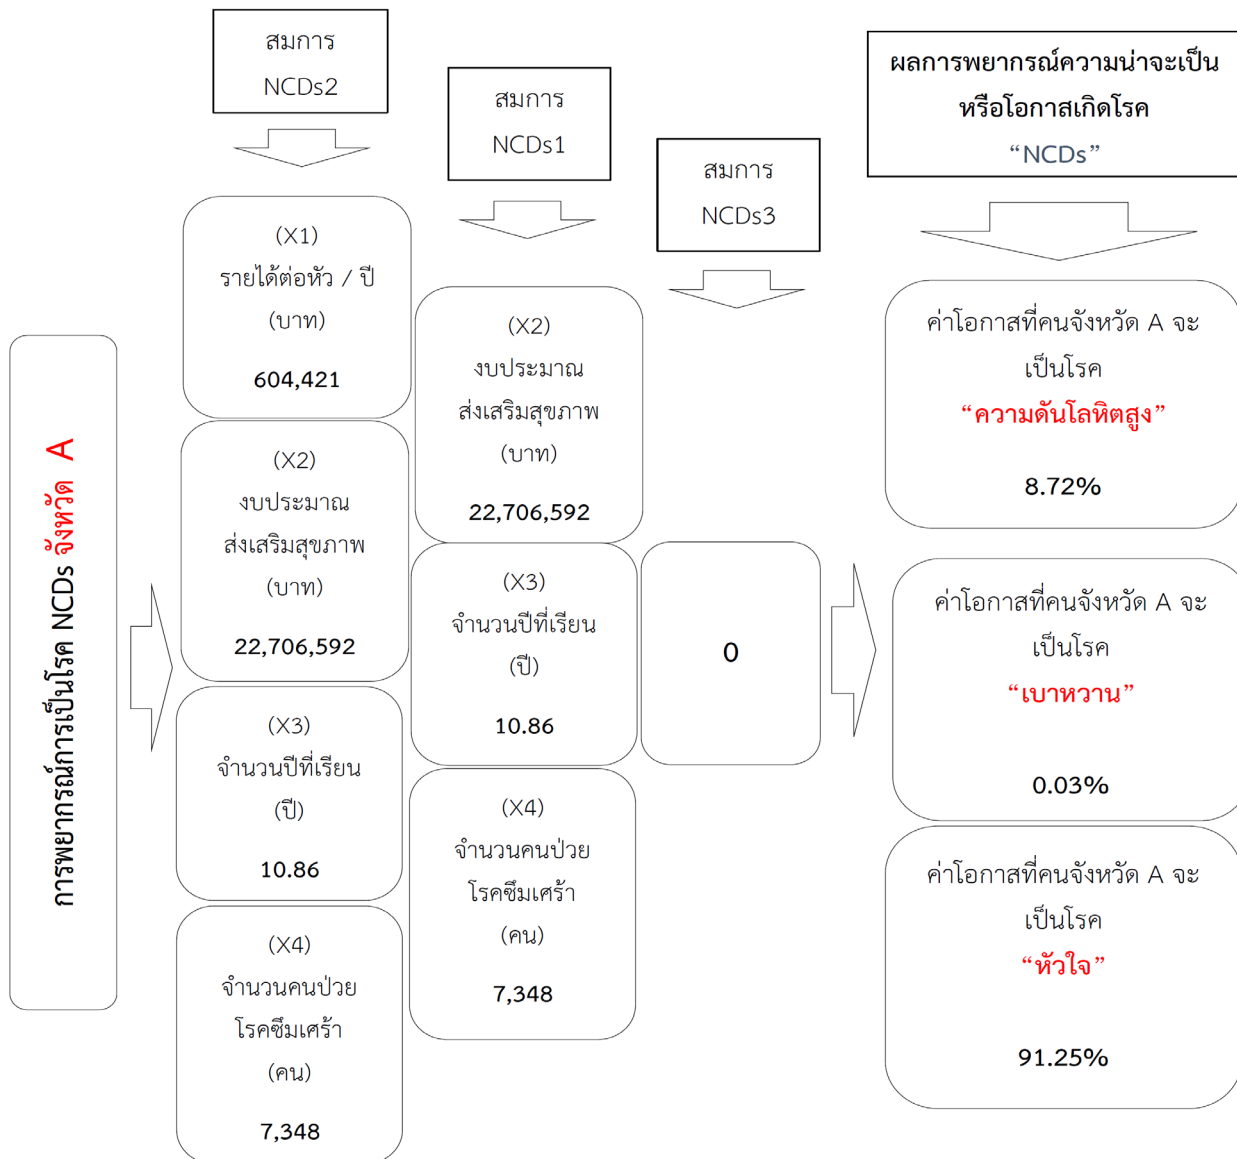 การพยากรณ์การเป็นโรค NCDs จังหวัด A
สมการ
NCDs2
(X1)
รายได้ต่อหัว / ปี
(บาท)
604,421
(X2)
งบประมาณ
ส่งเสริมสุขภาพ
(บาท)
22,706,592
(X3)
จำนวนปีที่เรียน
(ปี)
10.86
(X4)
จำนวนคนป่วย
โรคซึมเศร้า
(คน)
7,348
สมการ
NCDs1
(X2)
งบประมาณ
ส่งเสริมสุขภาพ
(บาท)
22,706,592
(X3)
จำนวนปีที่เรียน
(ปี)
10.86
(X4)
จำนวนคนป่วย
โรคซึมเศร้า
(คน)
7,348
สมการ
NCDs3
0
ผลการพยากรณ์ความน่าจะเป็น
หรือโอกาสเกิดโรค
“NCDs”
ค่าโอกาสที่คนจังหวัด A จะ
เป็นโรค
“ความดันโลหิตสูง”
8.72%
ค่าโอกาสที่คนจังหวัด A จะ
เป็นโรค
“เบาหวาน”
0.03%
ค่าโอกาสที่คนจังหวัด A จะ
เป็นโรค
“หัวใจ”
91.25%